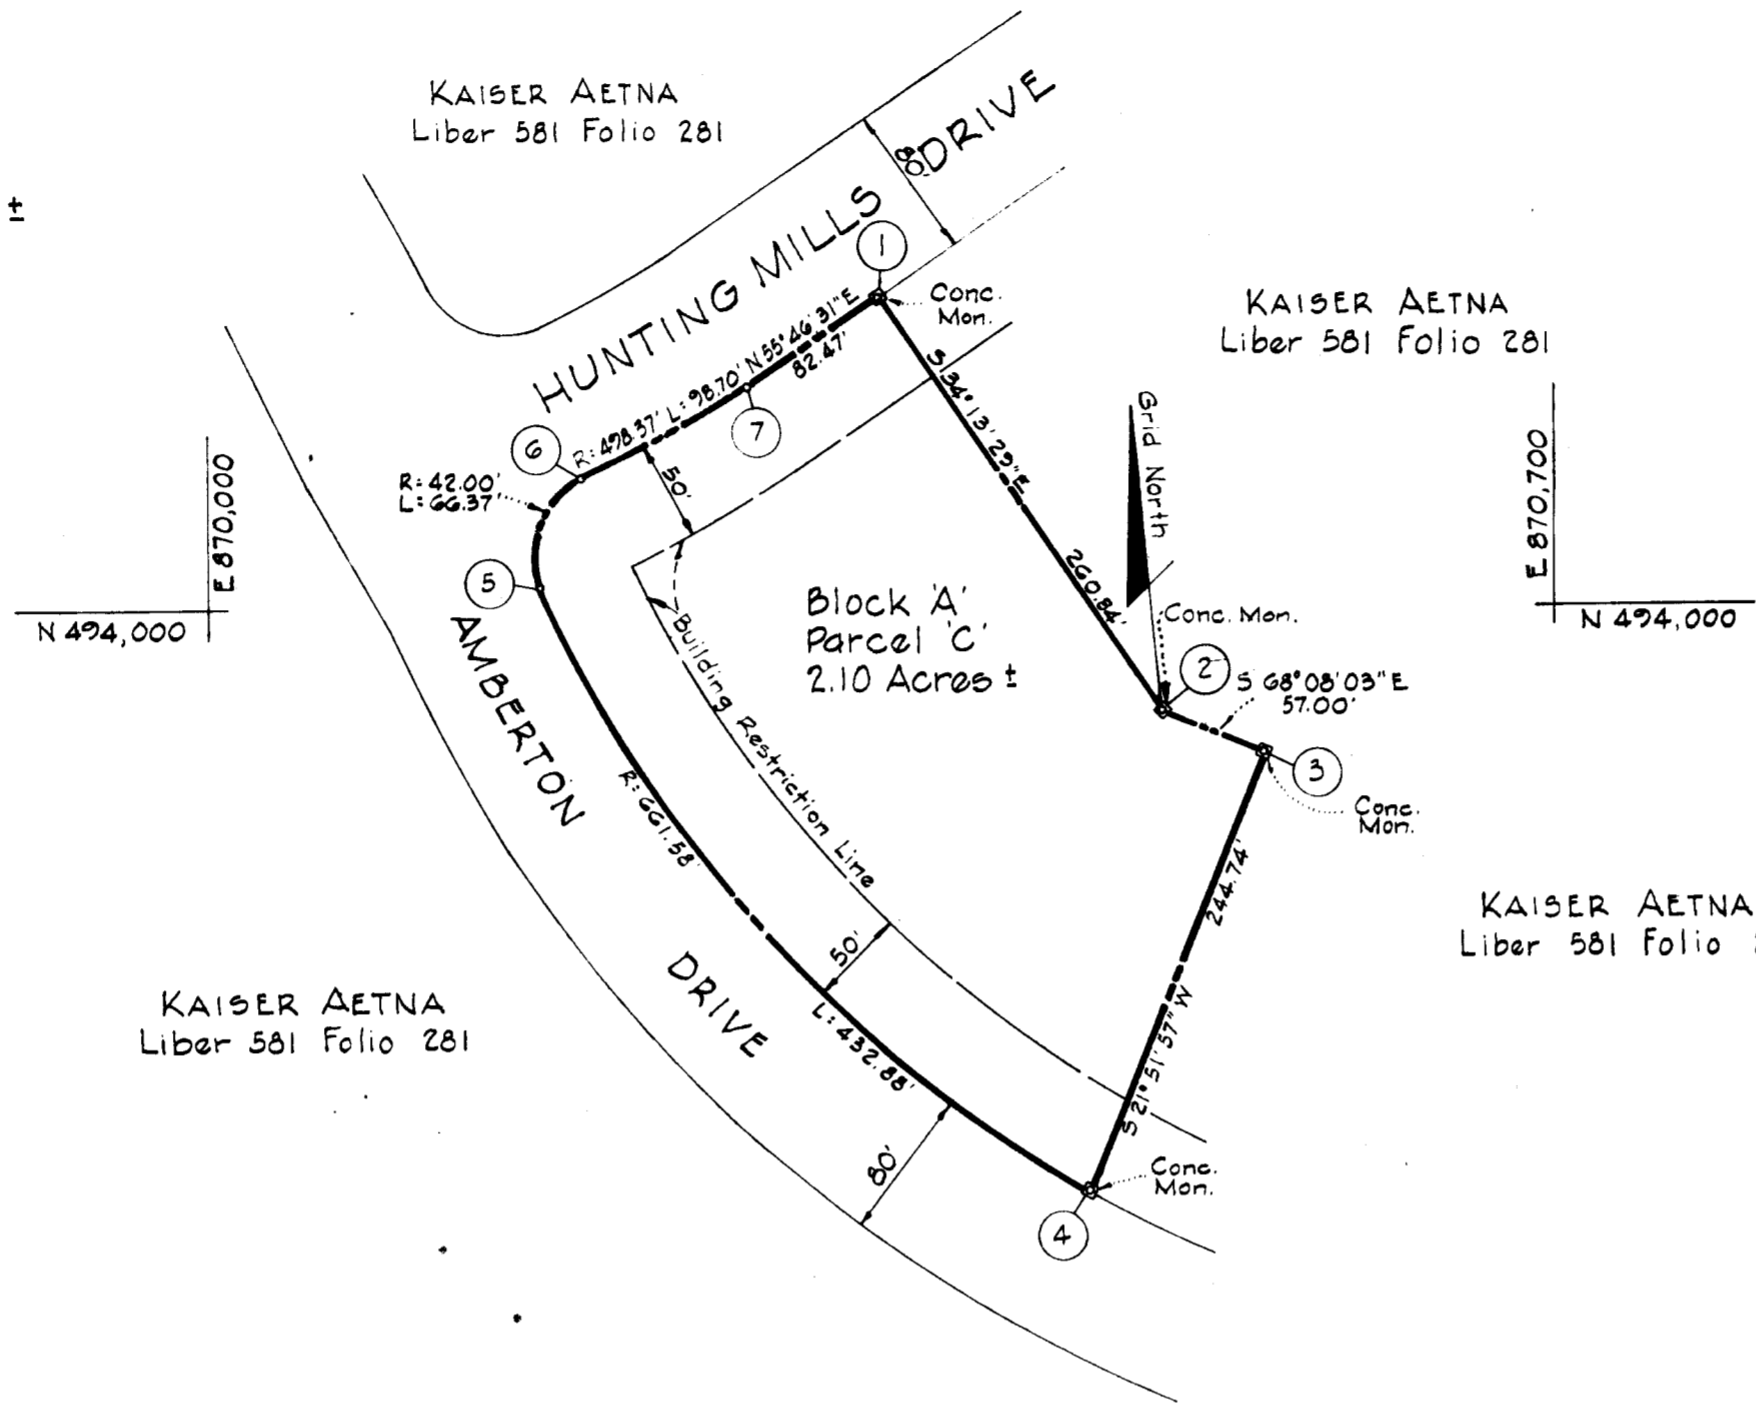 KAISER AETNA
Liber 581 Folio 281
±
HUNTING MILLS DRIVE
80'
1
Conc.
Mon.
KAISER AETNA
Liber 581 Folio 281
N 55°46'31"E
82.47'
R=498.37' L=98.70'
7
6
R=42.00'
L=66.37'
5
50'
S 34°13'29"E
260.84'
Grid North
E 870,000
N 494,000
E 870,700
N 494,000
Block 'A'
Parcel 'C'
2.10 Acres ±
Conc. Mon.
2
S 68°08'03"E
57.00'
3
Conc.
Mon.
Building Restriction Line
AMBERTON DRIVE
R=661.58'
L=432.88'
50'
80'
244.74'
S 21°51'57"W
KAISER AETNA
Liber 581 Folio
KAISER AETNA
Liber 581 Folio 281
Conc.
Mon.
4